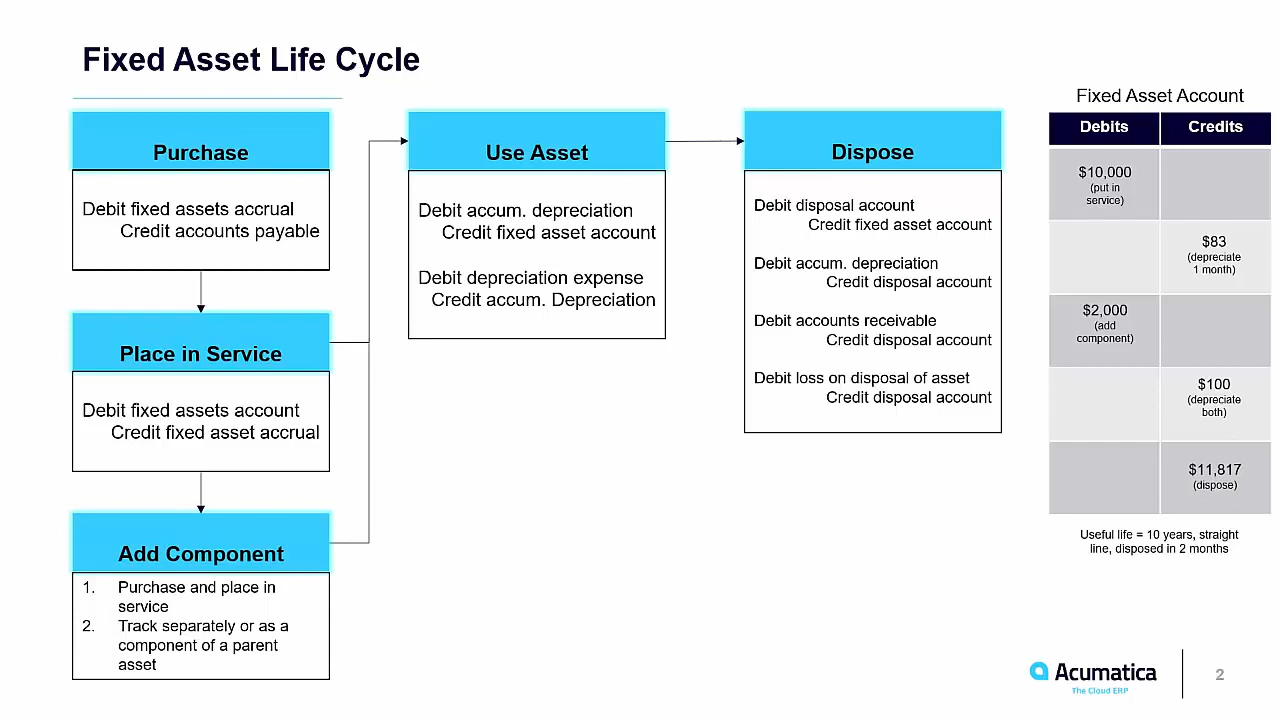 Fixed Asset Life Cycle
Purchase
Debit fixed assets accrual
Credit accounts payable
Place in Service
Debit fixed assets account
Credit fixed asset accrual
Add Component
1. Purchase and place in
service
2. Track separately or as a
component of a parent
asset
Use Asset
Debit accum. depreciation
Credit fixed asset account
Debit depreciation expense
Credit accum. Depreciation
Dispose
Debit disposal account
Credit fixed asset account
Debit accum. depreciation
Credit disposal account
Debit accounts receivable
Credit disposal account
Debit loss on disposal of asset
Credit disposal account
Fixed Asset Account
Debits Credits
$10,000
(put in
service)
$83
(depreciate
1 month)
$2,000
(add
component)
$100
(depreciate
both)
$11,817
(dispose)
Useful life = 10 years, straight
line, disposed in 2 months
Acumatica
The Cloud ERP
2